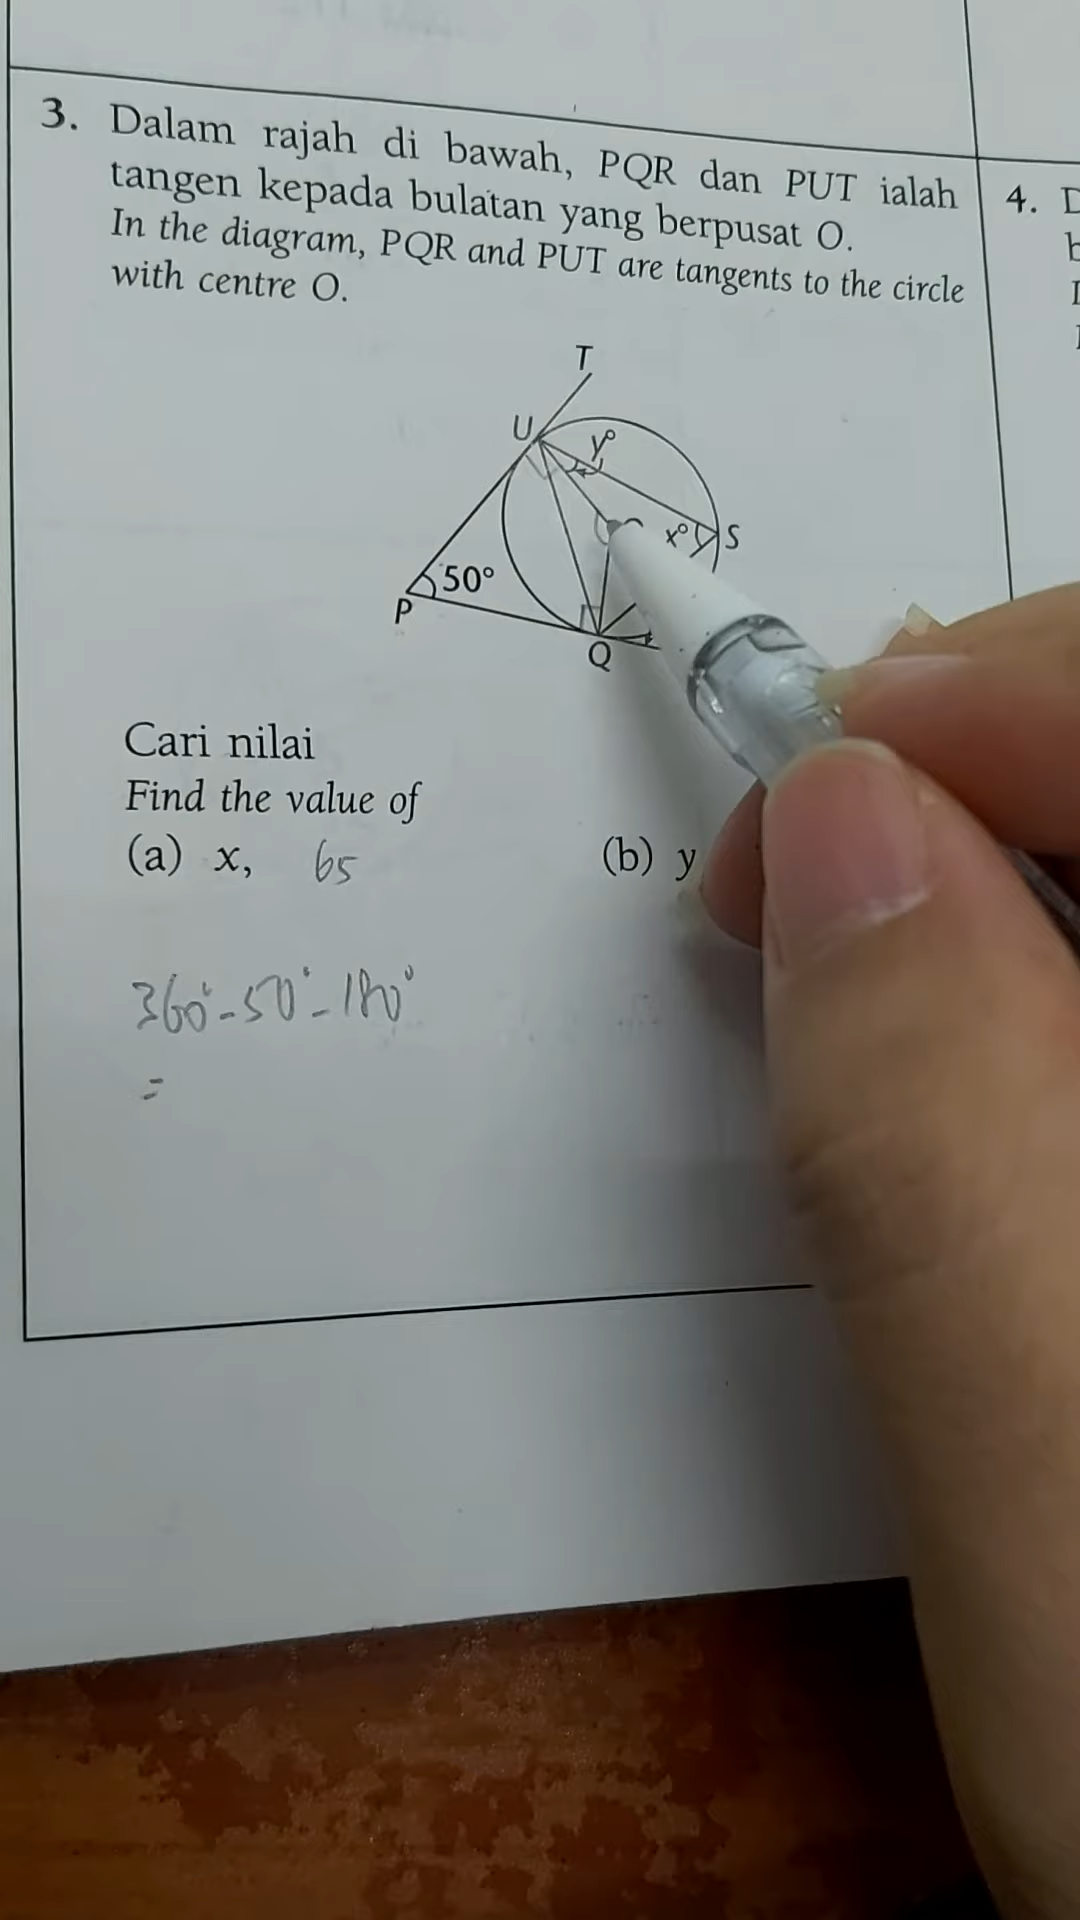 3. Dalam rajah di bawah, PQR dan PUT ialah
tangen kepada bulatan yang berpusat O.
In the diagram, PQR and PUT are tangents to the circle
with centre O.
T
U
y°
x°
S
50°
P
Q
Cari nilai
Find the value of
(a) x, 65
(b) y
360° - 50° - 180°
=
4.